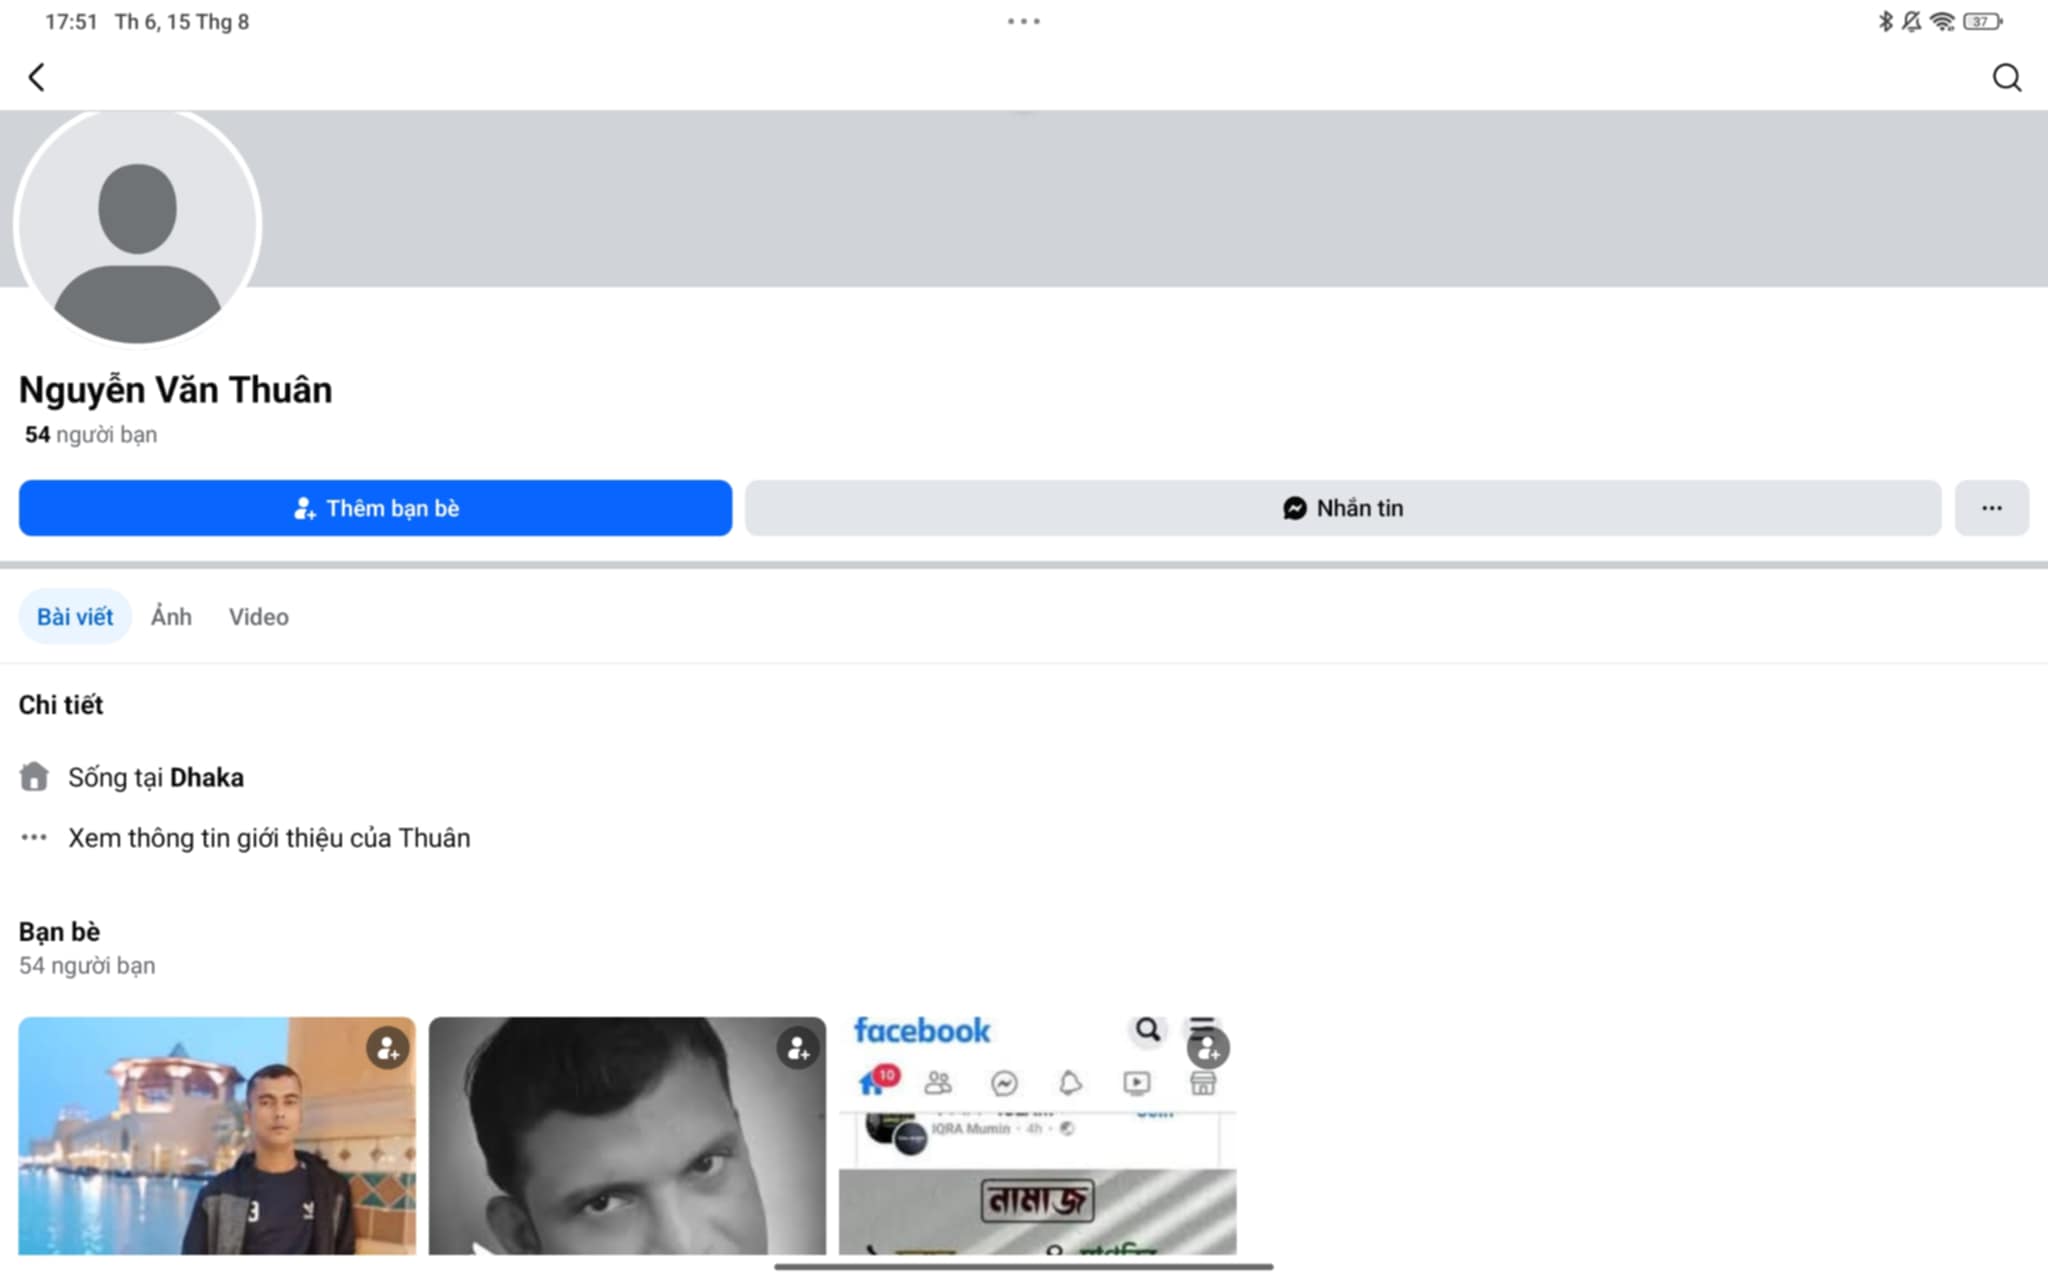 17:51 Th 6, 15 Thg 8
37
Nguyễn Văn Thuân
54 người bạn
Thêm bạn bè
Nhắn tin
Bài viết Ảnh Video
Chi tiết
Sống tại Dhaka
Xem thông tin giới thiệu của Thuân
Bạn bè
54 người bạn
facebook
10
IQRA Mumin · 4h ·
নামাজ